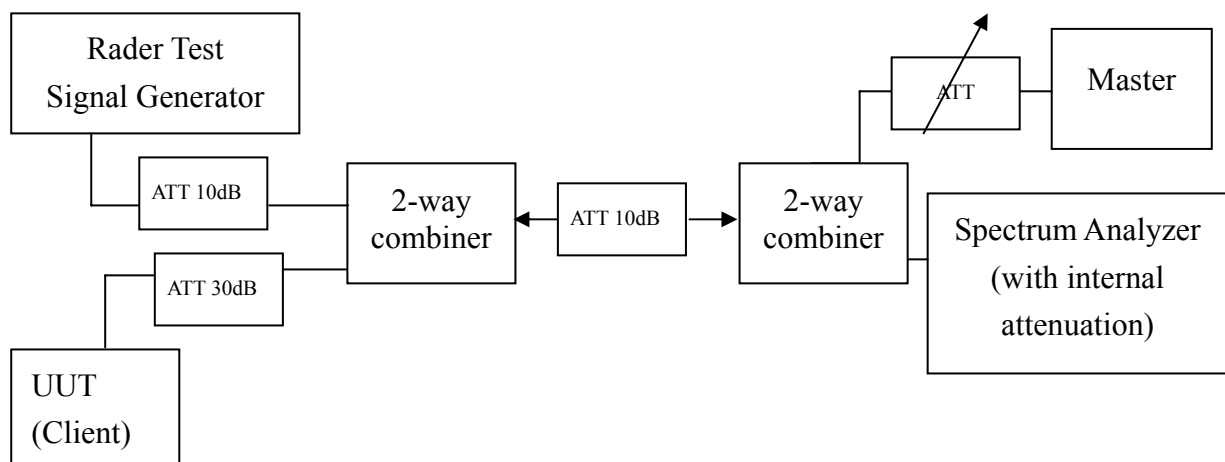 Rader Test
Signal Generator
ATT 10dB
ATT 30dB
UUT
(Client)
2-way
combiner
ATT 10dB
2-way
combiner
ATT
Master
Spectrum Analyzer
(with internal
attenuation)